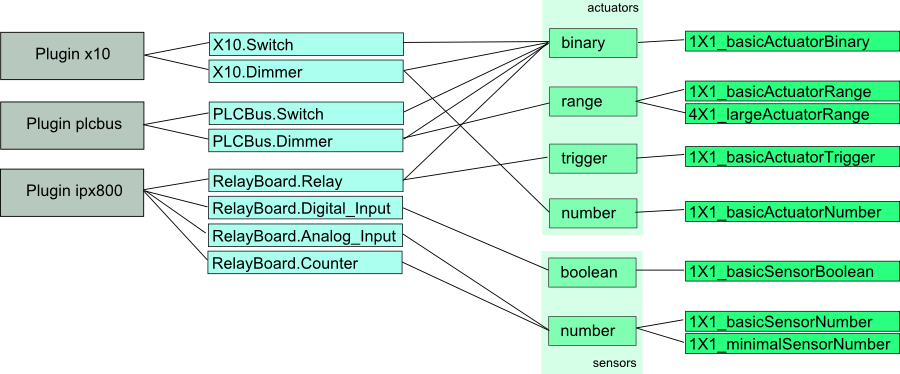 actuators
Plugin x10
X10.Switch
X10.Dimmer
binary
1X1_basicActuatorBinary
Plugin plcbus
PLCBus.Switch
PLCBus.Dimmer
range
1X1_basicActuatorRange
4X1_largeActuatorRange
trigger
1X1_basicActuatorTrigger
Plugin ipx800
RelayBoard.Relay
RelayBoard.Digital_Input
RelayBoard.Analog_Input
RelayBoard.Counter
number
1X1_basicActuatorNumber
boolean
1X1_basicSensorBoolean
number
1X1_basicSensorNumber
1X1_minimalSensorNumber
sensors